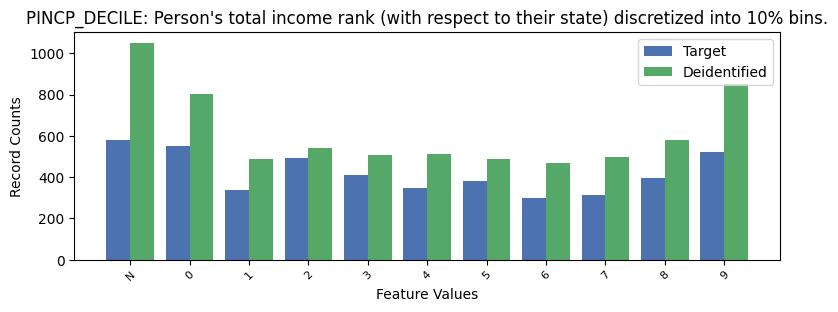 PINCP_DECILE: Person's total income rank (with respect to their state) discretized into 10% bins.
Record Counts
1000
800
600
400
200
0
Target
Deidentified
N 0 1 2 3 4 5 6 7 8 9
Feature Values